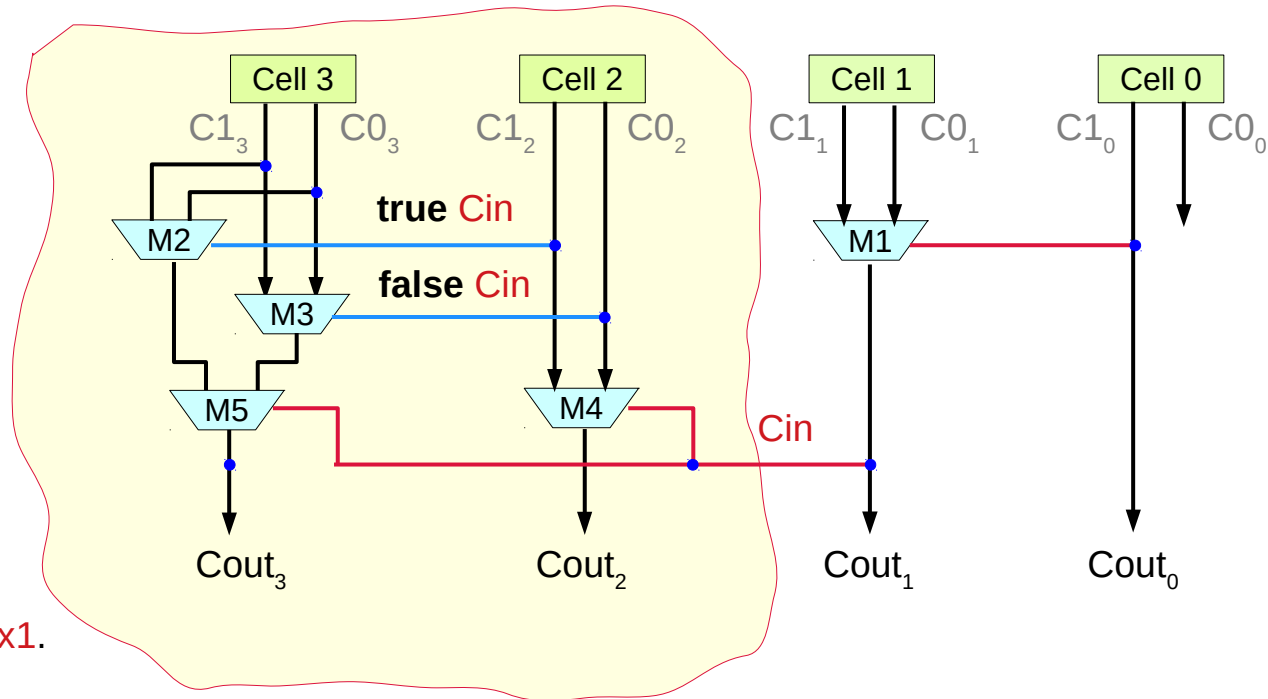 Cell 3 Cell 2 Cell 1 Cell 0
C1₃ C0₃ C1₂ C0₂ C1₁ C0₁ C1₀ C0₀
true Cin
M2 M1
false Cin
M3
M5 M4
Cin
Cout₃ Cout₂ Cout₁ Cout₀
x1.